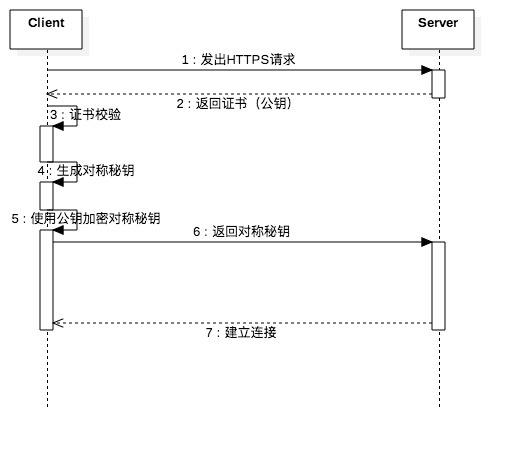 Client
Server
1 : 发出HTTPS请求
2 : 返回证书（公钥）
3 : 证书校验
4 : 生成对称秘钥
5 : 使用公钥加密对称秘钥
6 : 返回对称秘钥
7 : 建立连接